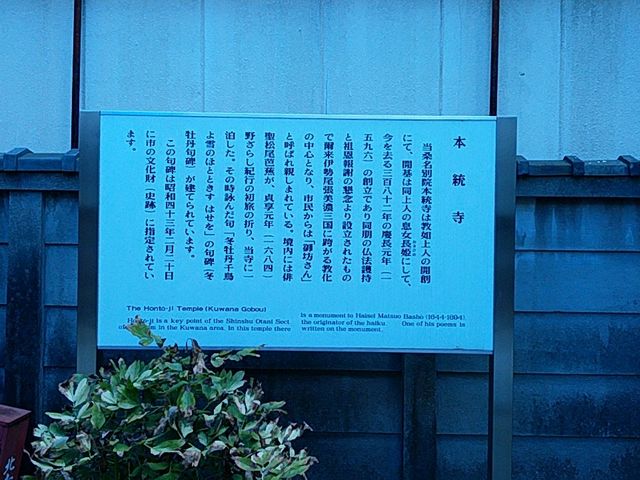 本統寺
当桑名別院本統寺は教如上人の開創
にて、開基は同上人の息女長姫にして、
今を去る三百八十二年の慶長元年（一
五九六）の創立であり同朋の仏法護持
と祖恩報謝の懇念より設立されたもの
で爾来伊勢尾張美濃三国に跨がる教化
の中心となり、市民からは「御坊さん」
と呼ばれ親しまれている。境内には俳
聖松尾芭蕉が、貞享元年（一六八四）
野ざらし紀行の初旅の折り、当寺に一
泊した。その時詠んだ句「冬牡丹千鳥
よ雪のほとときす はせを」の句碑（冬
牡丹句碑）が建てられています。
この句碑は昭和四十三年二月二十日
に市の文化財（史跡）に指定されてい
ます。
The Honto-ji Temple (Kuwana Gobou)
Honto-ji is a key point of the Shinshu Otani Sect
in the Kuwana area. In this temple there
is a monument to Haisei Matsuo Basho (1644-1694)
the originator of the haiku. One of his poems is
written on the monument.
北